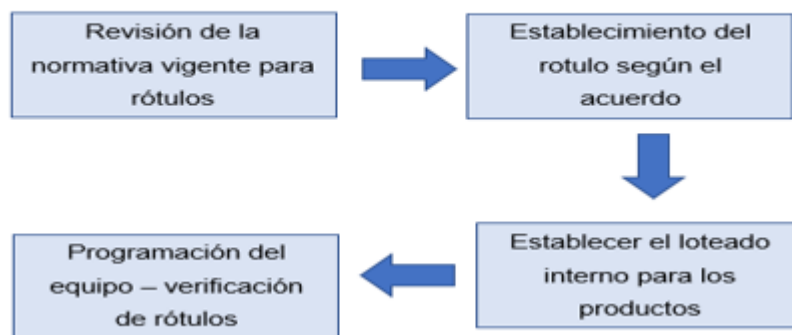 Revisión de la
normativa vigente para
rótulos
Establecimiento del
rotulo según el
acuerdo
Establecer el loteado
interno para los
productos
Programación del
equipo – verificación
de rótulos